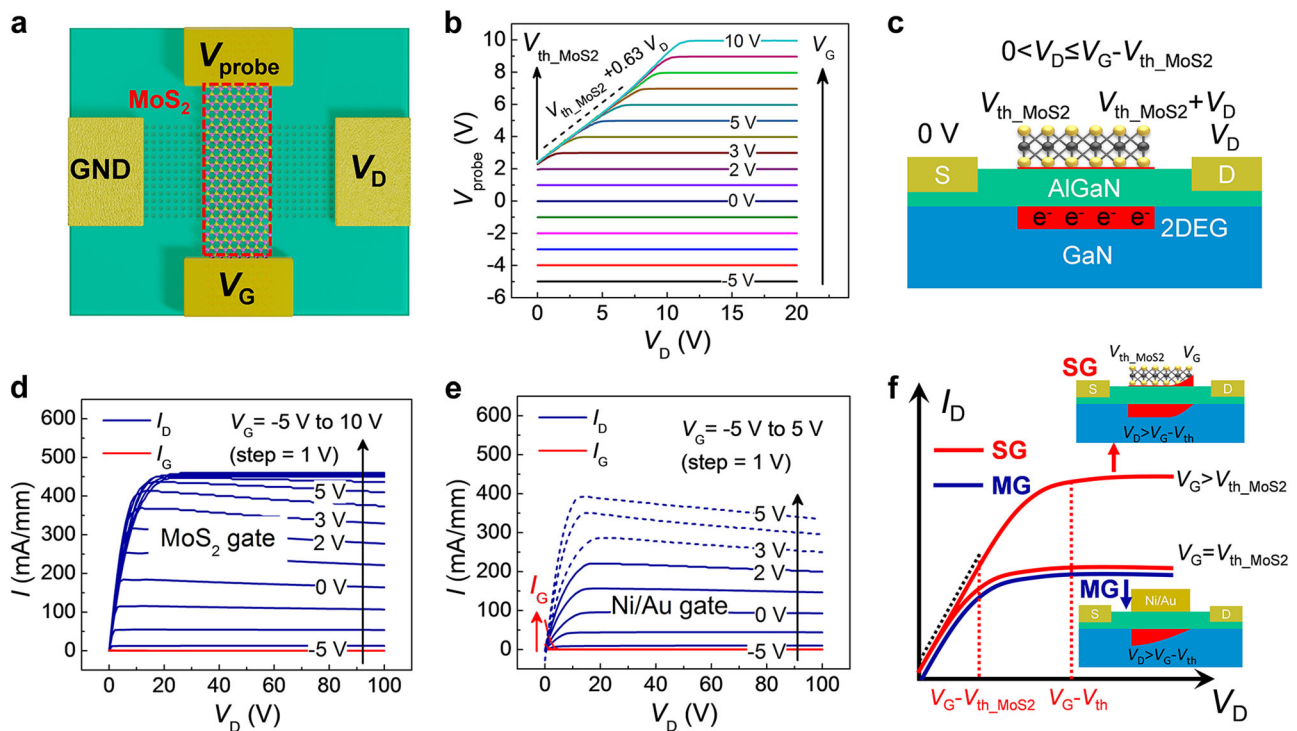 a
V_probe
MoS₂
GND
V_D
V_G
b
V_th_MoS2
V_th_MoS2+0.63 V_D
V_G
10 V
5 V
3 V
2 V
0 V
-5 V
10
8
6
4
2
0
-2
-4
-6
V_probe (V)
0 5 10 15 20
V_D (V)
c
0<V_D≤V_G-V_th_MoS2
V_th_MoS2 V_th_MoS2+V_D
0 V V_D
S D
AlGaN
e⁻ e⁻ e⁻ e⁻
2DEG
GaN
d
I_D
I_G
V_G= -5 V to 10 V
(step = 1 V)
5 V
3 V
2 V
0 V
-5 V
MoS₂ gate
600
500
400
300
200
100
0
I (mA/mm)
0 20 40 60 80 100
V_D (V)
e
I_D
I_G
V_G= -5 V to 5 V
(step = 1 V)
5 V
3 V
2 V
0 V
-5 V
Ni/Au gate
I_G
600
500
400
300
200
100
0
I (mA/mm)
0 20 40 60 80 100
V_D (V)
f
I_D
SG
MG
V_th_MoS2 V_G
SG
S D
V_D>V_G-V_th
V_G>V_th_MoS2
V_G=V_th_MoS2
MG
Ni/Au
S D
V_D>V_G-V_th
V_G-V_th_MoS2 V_G-V_th
V_D